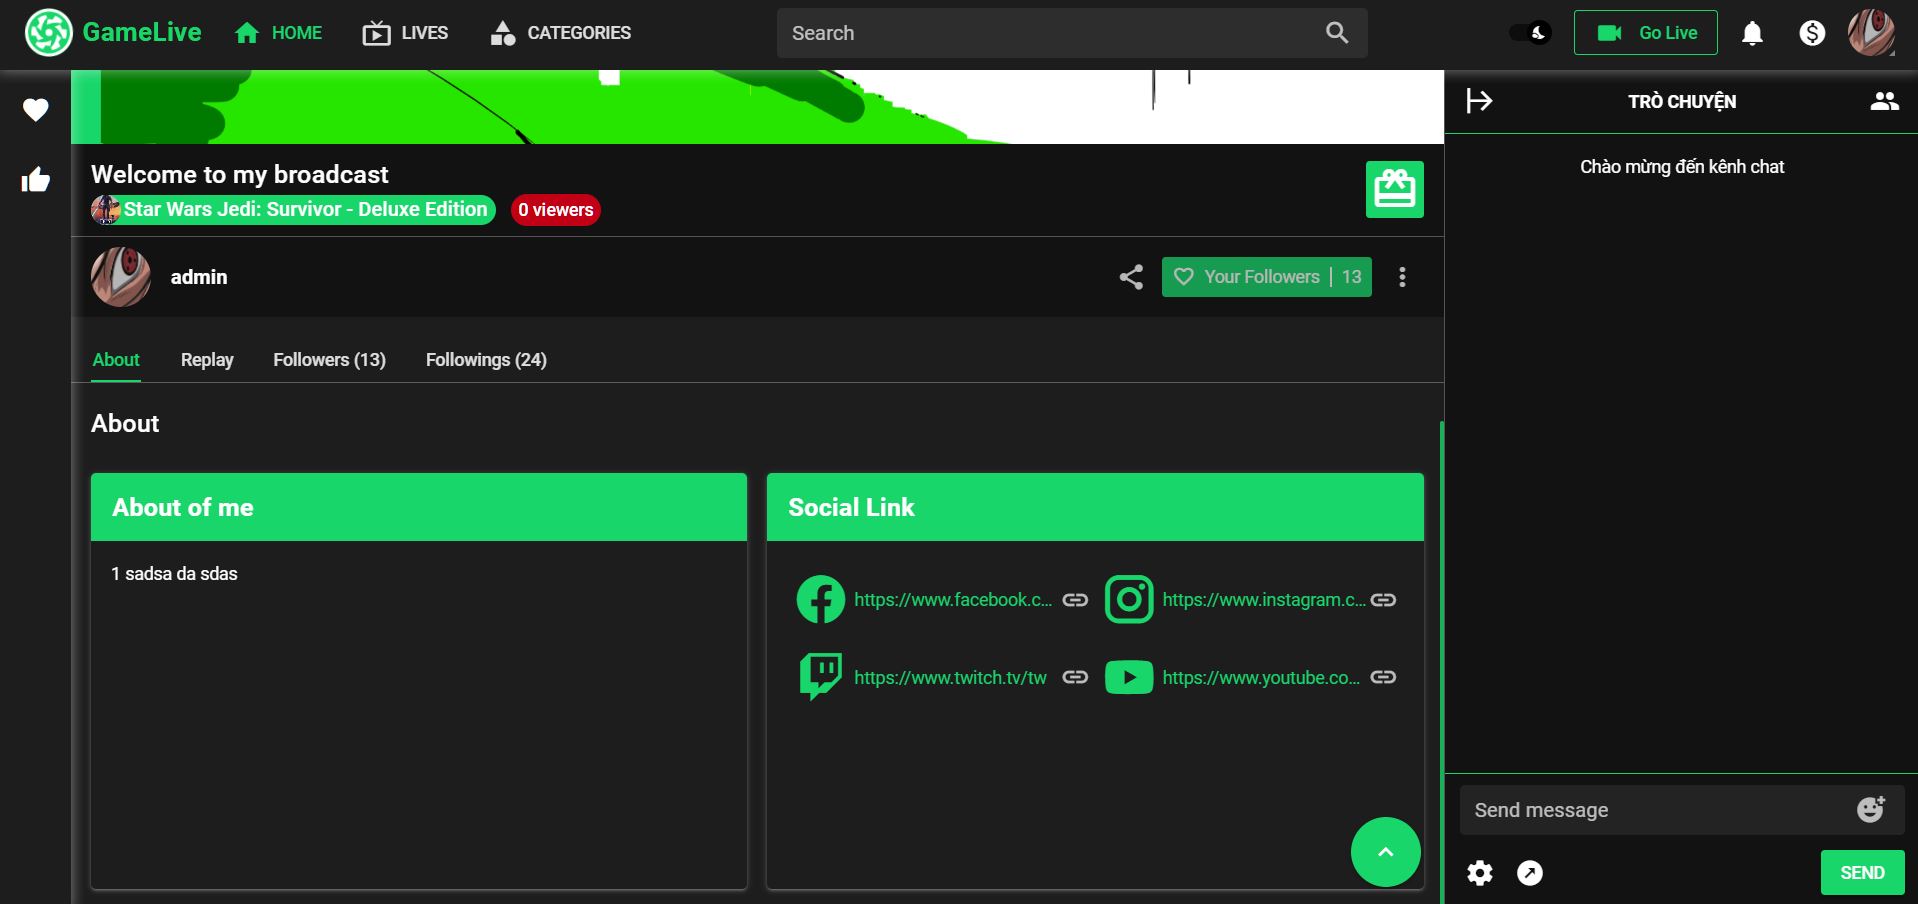 GameLive
HOME
LIVES
CATEGORIES
Search
Go Live
Welcome to my broadcast
Star Wars Jedi: Survivor - Deluxe Edition
0 viewers
admin
Your Followers | 13
About
Replay
Followers (13)
Followings (24)
About
About of me
1 sadsa da sdas
Social Link
https://www.facebook.c...
https://www.instagram.c...
https://www.twitch.tv/tw
https://www.youtube.co...
TRÒ CHUYỆN
Chào mừng đến kênh chat
Send message
SEND